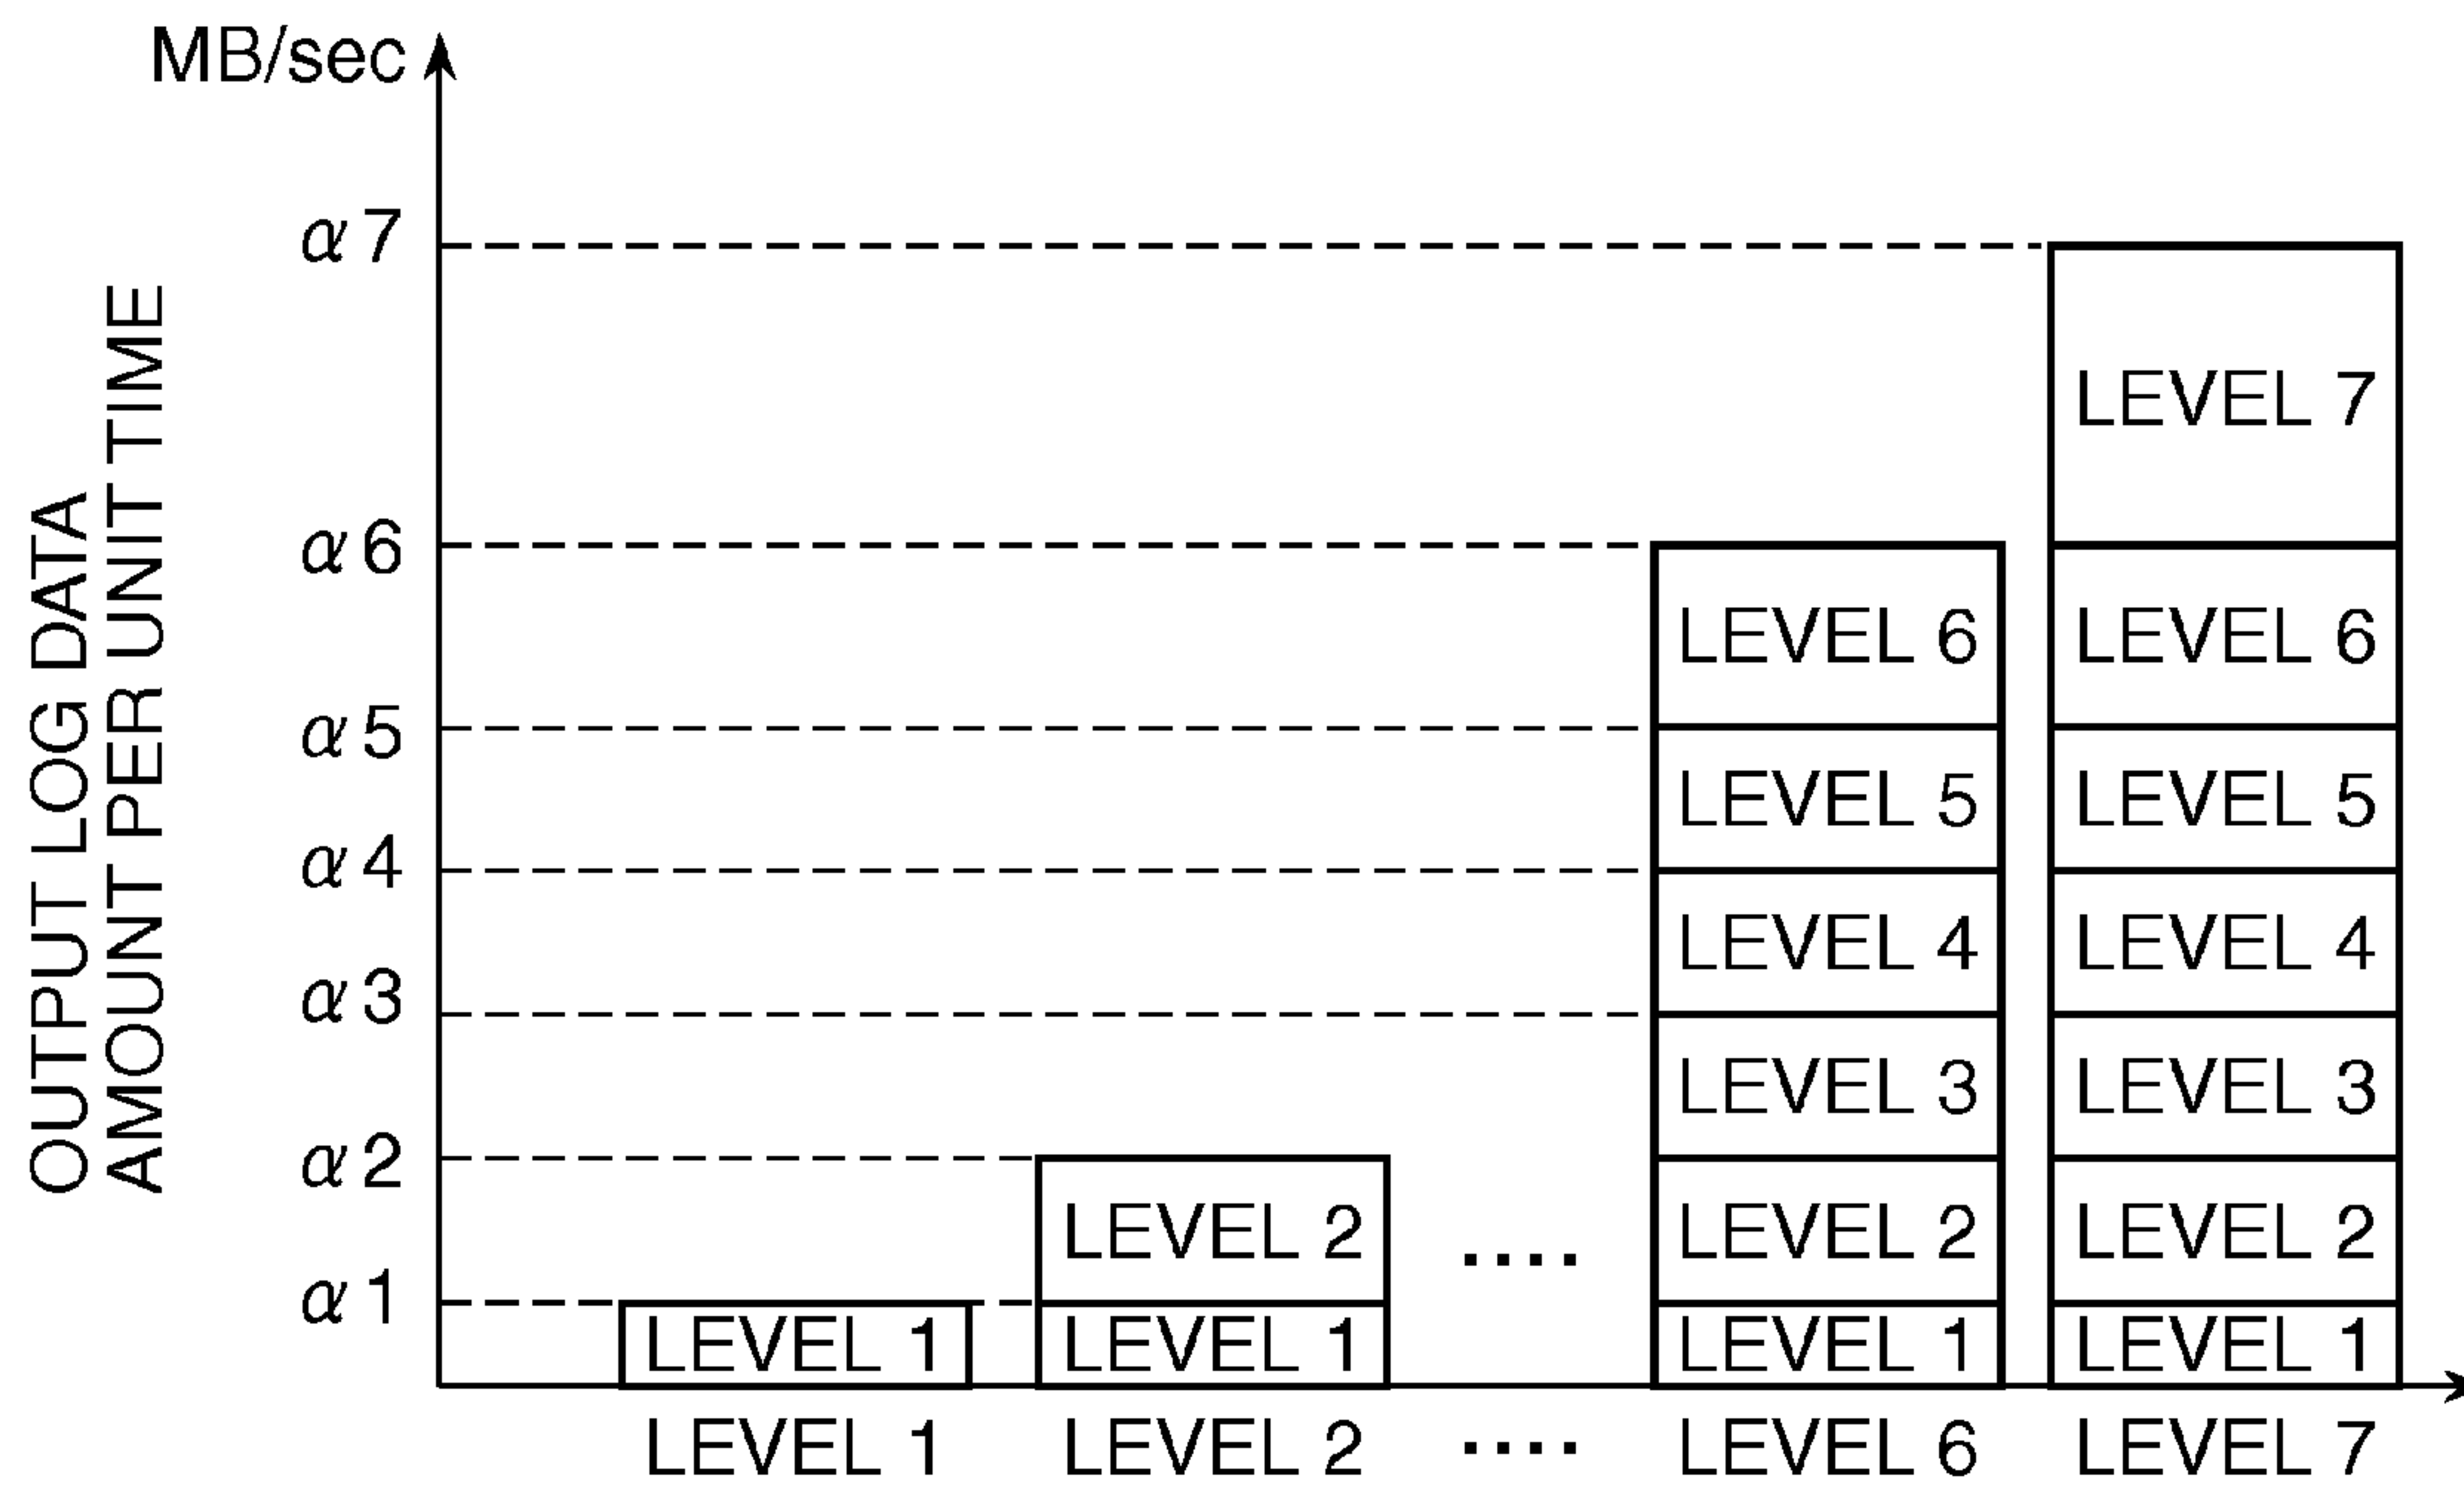 MB/sec
OUTPUT LOG DATA
AMOUNT PER UNIT TIME
α7
α6
α5
α4
α3
α2
α1
LEVEL 1
LEVEL 2
LEVEL 1
....
LEVEL 6
LEVEL 5
LEVEL 4
LEVEL 3
LEVEL 2
LEVEL 1
LEVEL 7
LEVEL 6
LEVEL 5
LEVEL 4
LEVEL 3
LEVEL 2
LEVEL 1
LEVEL 1 LEVEL 2 .... LEVEL 6 LEVEL 7